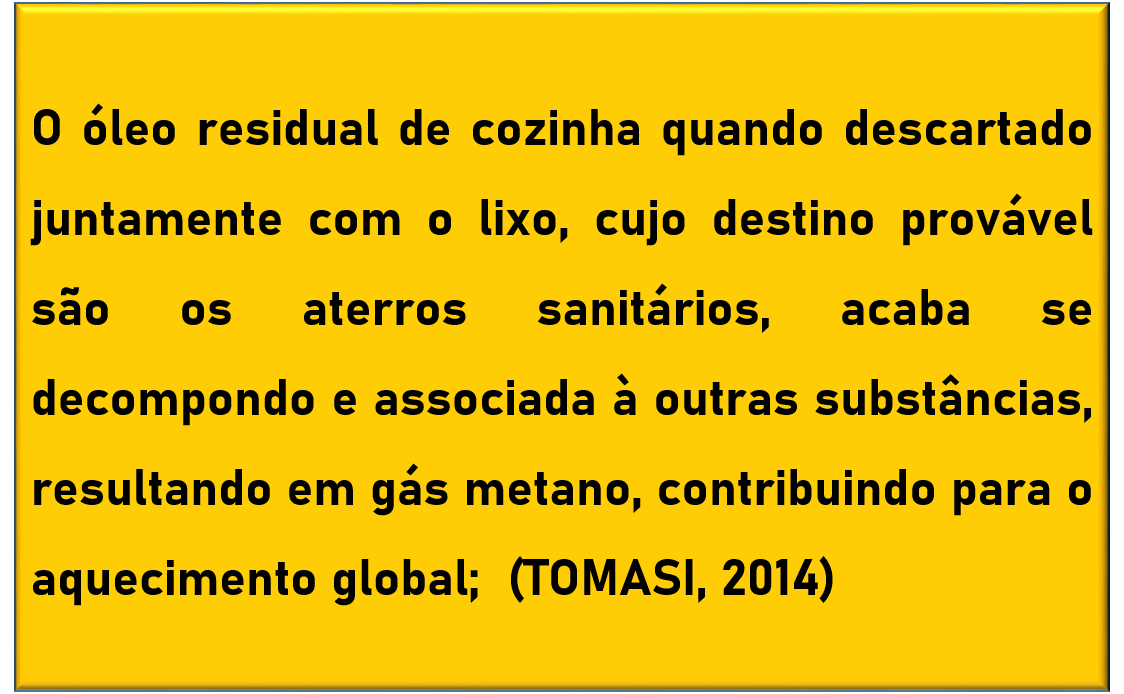 O óleo residual de cozinha quando descartado
juntamente com o lixo, cujo destino provável
são os aterros sanitários, acaba se
decompondo e associada à outras substâncias,
resultando em gás metano, contribuindo para o
aquecimento global; (TOMASI, 2014)